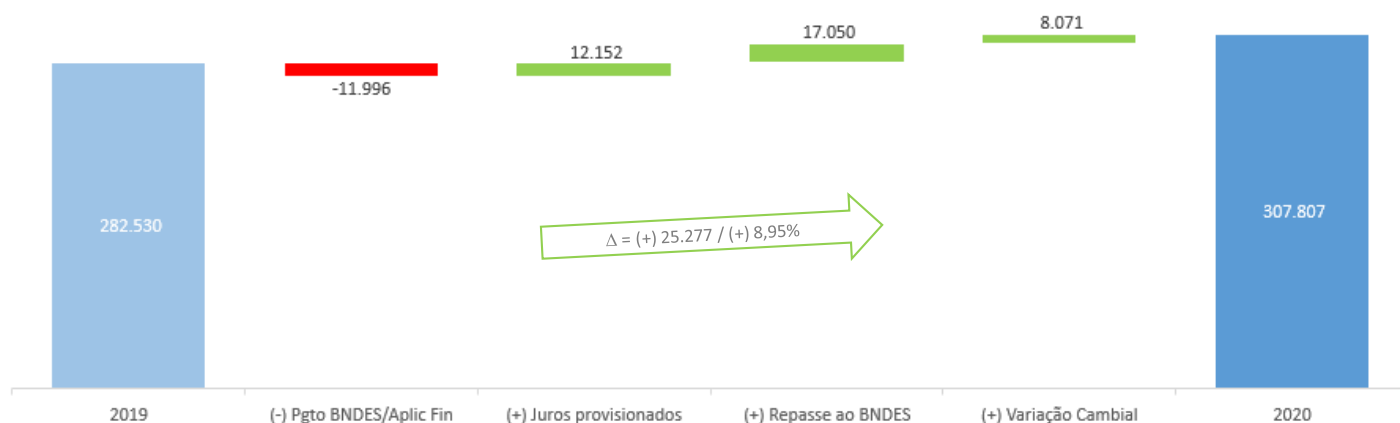 8.071
17.050
12.152
-11.996
282.530
307.807
Δ = (+) 25.277 / (+) 8,95%
2019
(-) Pgto BNDES/Aplic Fin
(+) Juros provisionados
(+) Repasse ao BNDES
(+) Variação Cambial
2020